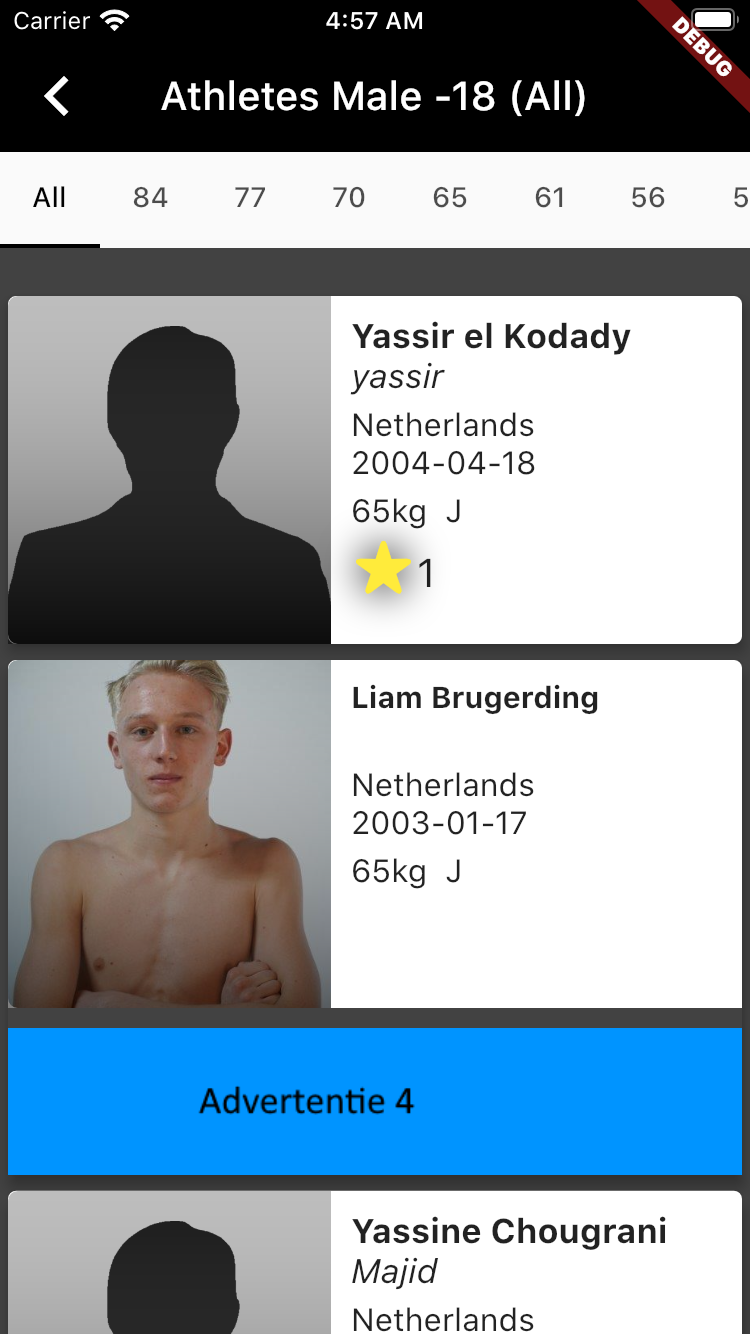 Carrier 4:57 AM
DEBUG
Athletes Male -18 (All)
All 84 77 70 65 61 56 5
Yassir el Kodady
yassir
Netherlands
2004-04-18
65kg J
1
Liam Brugerding
Netherlands
2003-01-17
65kg J
Advertentie 4
Yassine Chougrani
Majid
Netherlands